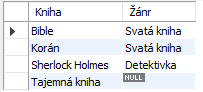 Kniha Žánr
Bible Svatá kniha
Korán Svatá kniha
Sherlock Holmes Detektivka
Tajemná kniha NULL